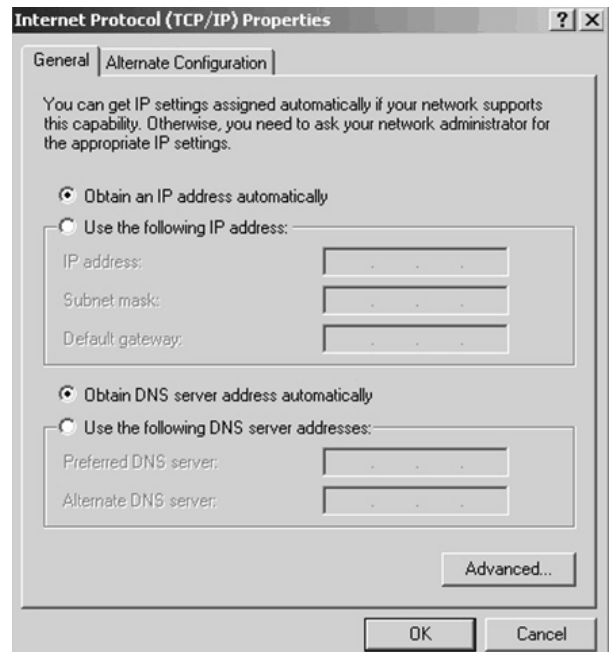 Internet Protocol (TCP/IP) Properties
General
Alternate Configuration
You can get IP settings assigned automatically if your network supports
this capability. Otherwise, you need to ask your network administrator for
the appropriate IP settings.
Obtain an IP address automatically
Use the following IP address:
IP address:
Subnet mask:
Default gateway:
Obtain DNS server address automatically
Use the following DNS server addresses:
Preferred DNS server:
Alternate DNS server:
Advanced...
OK
Cancel